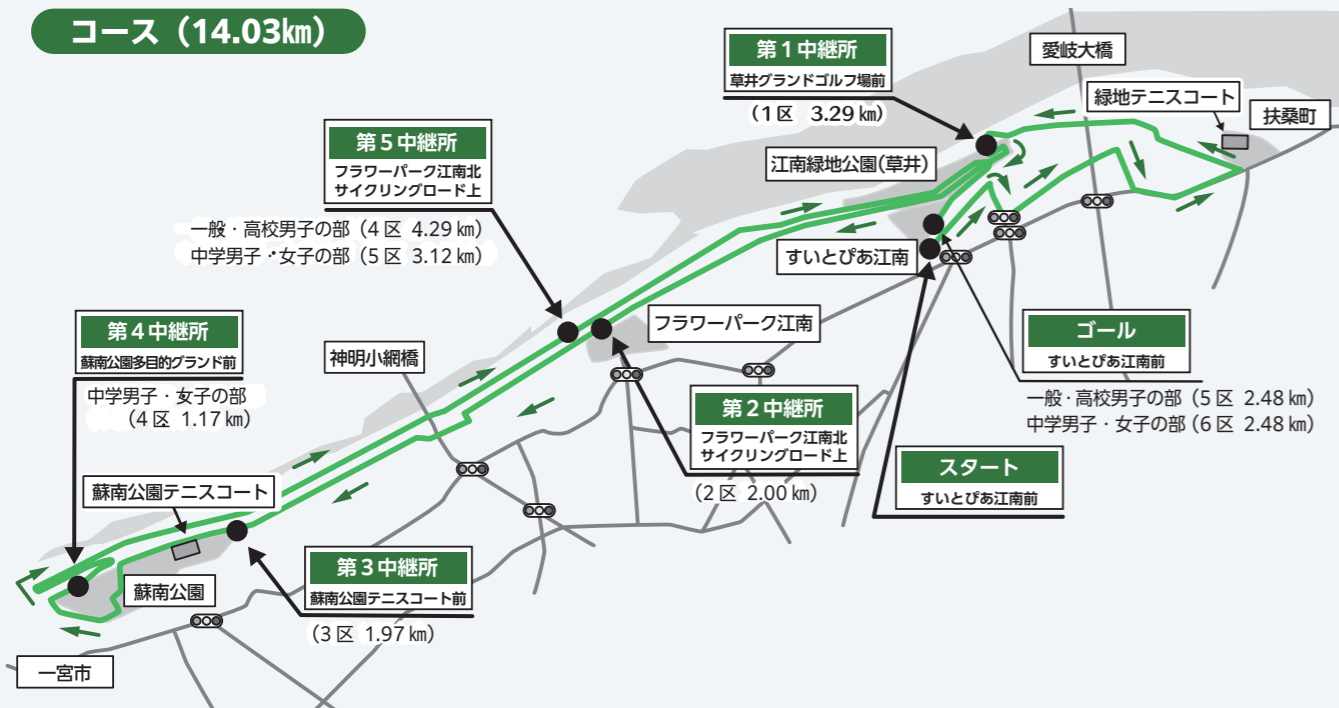 コース（14.03㎞）
第1中継所
草井グランドゴルフ場前
（1区 3.29㎞）
愛岐大橋
緑地テニスコート
扶桑町
第5中継所
フラワーパーク江南北
サイクリングロード上
一般・高校男子の部（4区 4.29㎞）
中学男子・女子の部（5区 3.12㎞）
江南緑地公園(草井)
すいとぴあ江南
第4中継所
蘇南公園多目的グランド前
中学男子・女子の部
（4区 1.17㎞）
神明小網橋
フラワーパーク江南
ゴール
すいとぴあ江南前
一般・高校男子の部（5区 2.48㎞）
中学男子・女子の部（6区 2.48㎞）
第2中継所
フラワーパーク江南北
サイクリングロード上
（2区 2.00㎞）
スタート
すいとぴあ江南前
蘇南公園テニスコート
第3中継所
蘇南公園テニスコート前
（3区 1.97㎞）
蘇南公園
一宮市